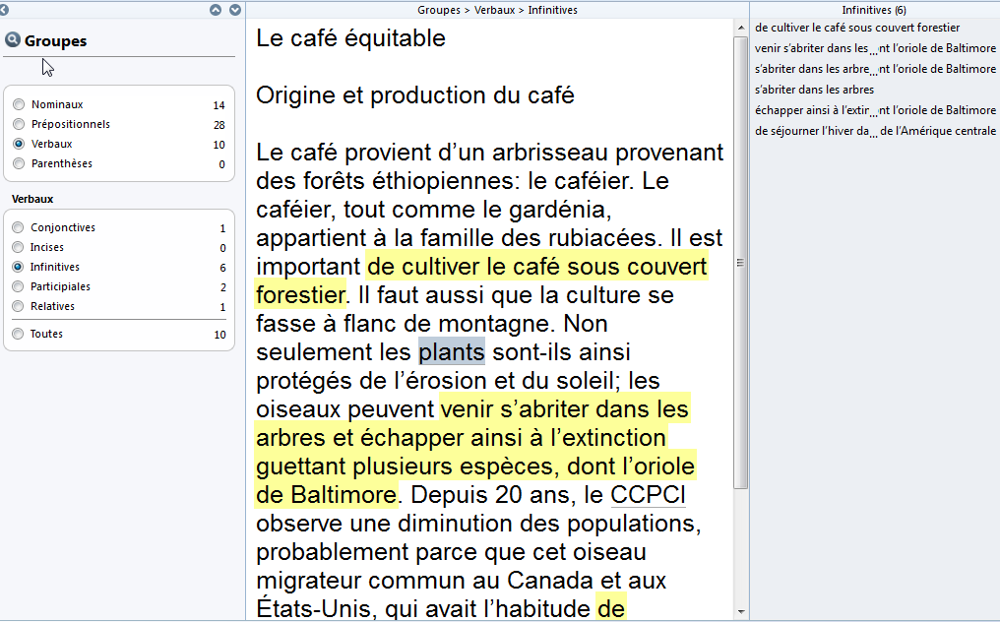 Groupes
Nominaux 14
Prépositionnels 28
Verbaux 10
Parenthèses 0
Verbaux
Conjonctives 1
Incises 0
Infinitives 6
Participiales 2
Relatives 1
Toutes 10
Groupes > Verbaux > Infinitives
Le café équitable
Origine et production du café
Le café provient d’un arbrisseau provenant
des forêts éthiopiennes: le caféier. Le
caféier, tout comme le gardénia,
appartient à la famille des rubiacées. Il est
important de cultiver le café sous couvert
forestier. Il faut aussi que la culture se
fasse à flanc de montagne. Non
seulement les plants sont-ils ainsi
protégés de l’érosion et du soleil; les
oiseaux peuvent venir s’abriter dans les
arbres et échapper ainsi à l’extinction
guettant plusieurs espèces, dont l’oriole
de Baltimore. Depuis 20 ans, le CCPCI
observe une diminution des populations,
probablement parce que cet oiseau
migrateur commun au Canada et aux
États-Unis, qui avait l’habitude de
Infinitives (6)
de cultiver le café sous couvert forestier
venir s’abriter dans les...nt l’oriole de Baltimore
s’abriter dans les arbre...nt l’oriole de Baltimore
s’abriter dans les arbres
échapper ainsi à l’extir...nt l’oriole de Baltimore
de séjourner l’hiver da... de l’Amérique centrale